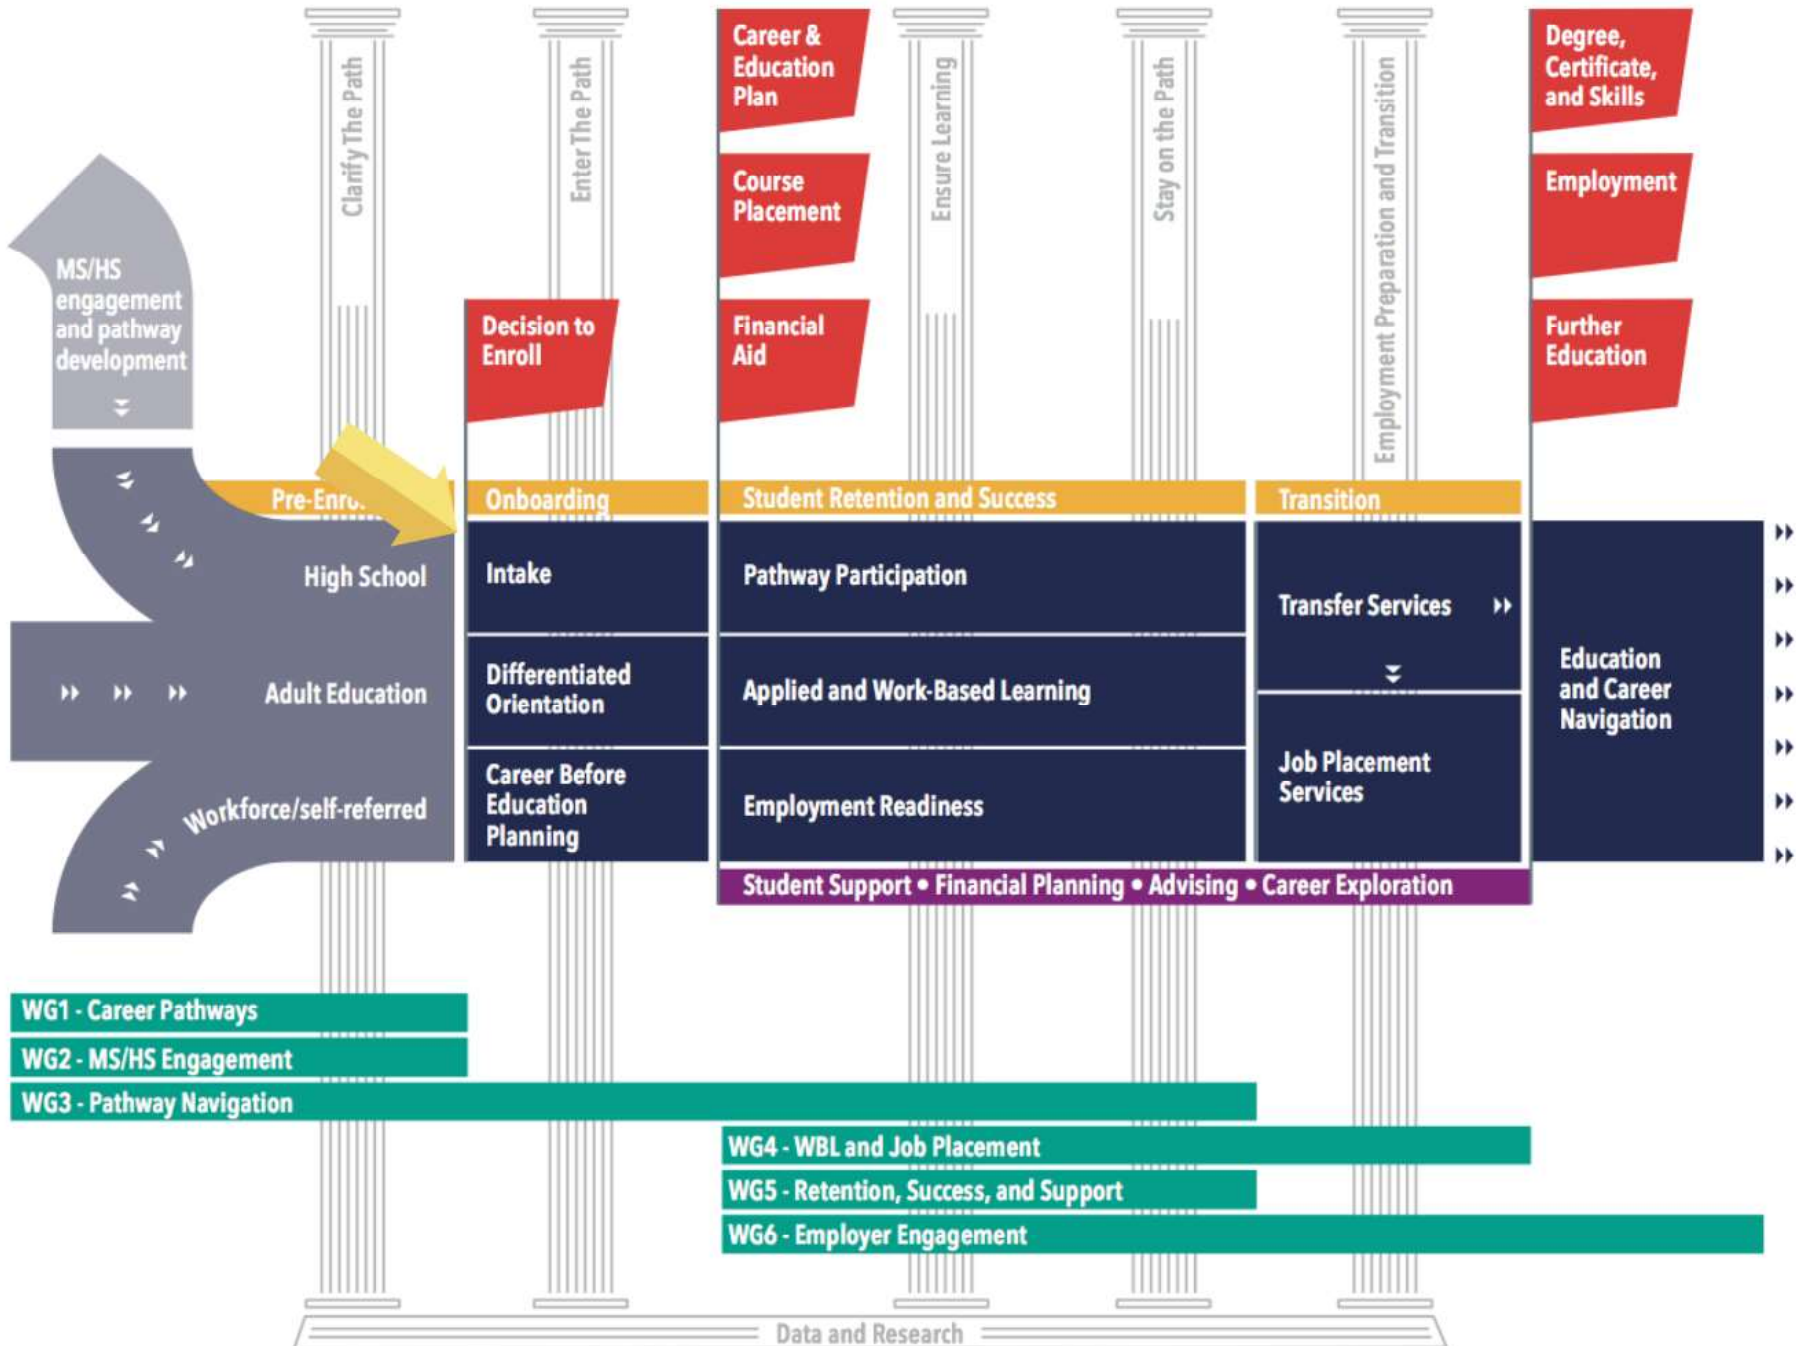 Clarify The Path
Enter The Path
Career &
Education
Plan
Ensure Learning
Stay on the Path
Employment Preparation and Transition
Degree,
Certificate,
and Skills
Course
Placement
Employment
MS/HS
engagement
and pathway
development
Decision to
Enroll
Financial
Aid
Further
Education
Onboarding
Student Retention and Success
Transition
High School
Intake
Pathway Participation
Transfer Services
Adult Education
Differentiated
Orientation
Applied and Work-Based Learning
Education
and Career
Navigation
Workforce/self-referred
Career Before
Education
Planning
Employment Readiness
Job Placement
Services
Student Support • Financial Planning • Advising • Career Exploration
WG1 - Career Pathways
WG2 - MS/HS Engagement
WG3 - Pathway Navigation
WG4 - WBL and Job Placement
WG5 - Retention, Success, and Support
WG6 - Employer Engagement
Data and Research